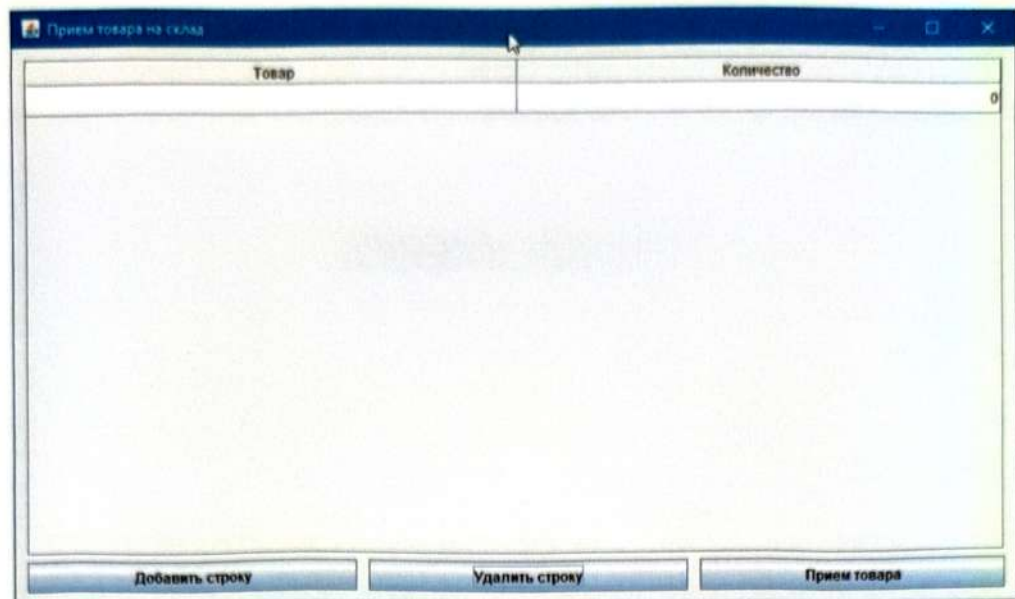 Прием товара на склад
Товар Количество
0
Добавить строку Удалить строку Прием товара